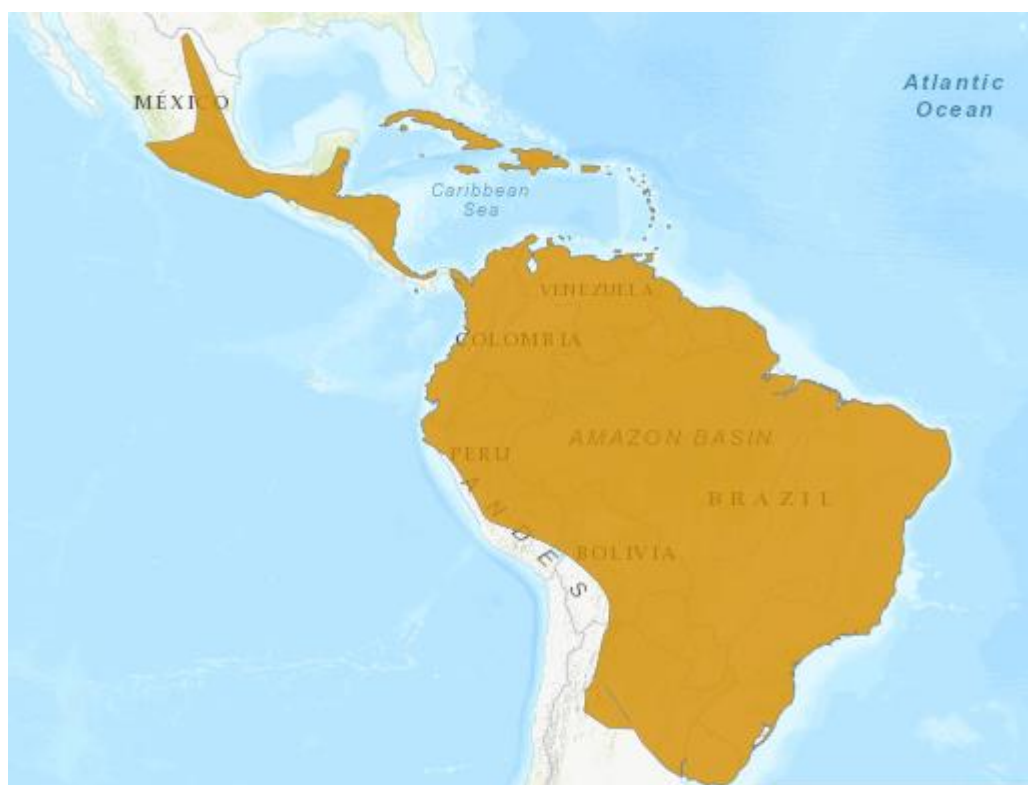 MÉXICO
Atlantic
Ocean
Caribbean
Sea
VENEZUELA
COLOMBIA
AMAZON BASIN
PERU
ANDES
BRAZIL
BOLIVIA